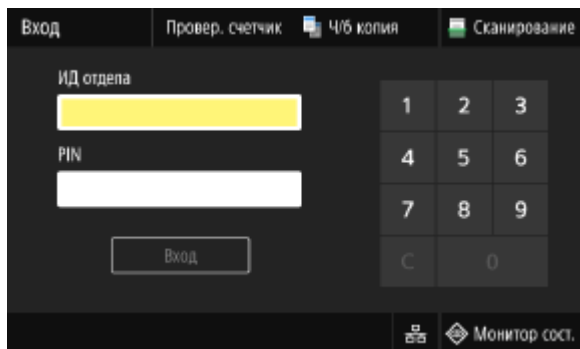 Вход Провер. счетчик Ч/б копия Сканирование
ИД отдела
1 2 3
PIN
4 5 6
7 8 9
Вход
C 0
Монитор сост.